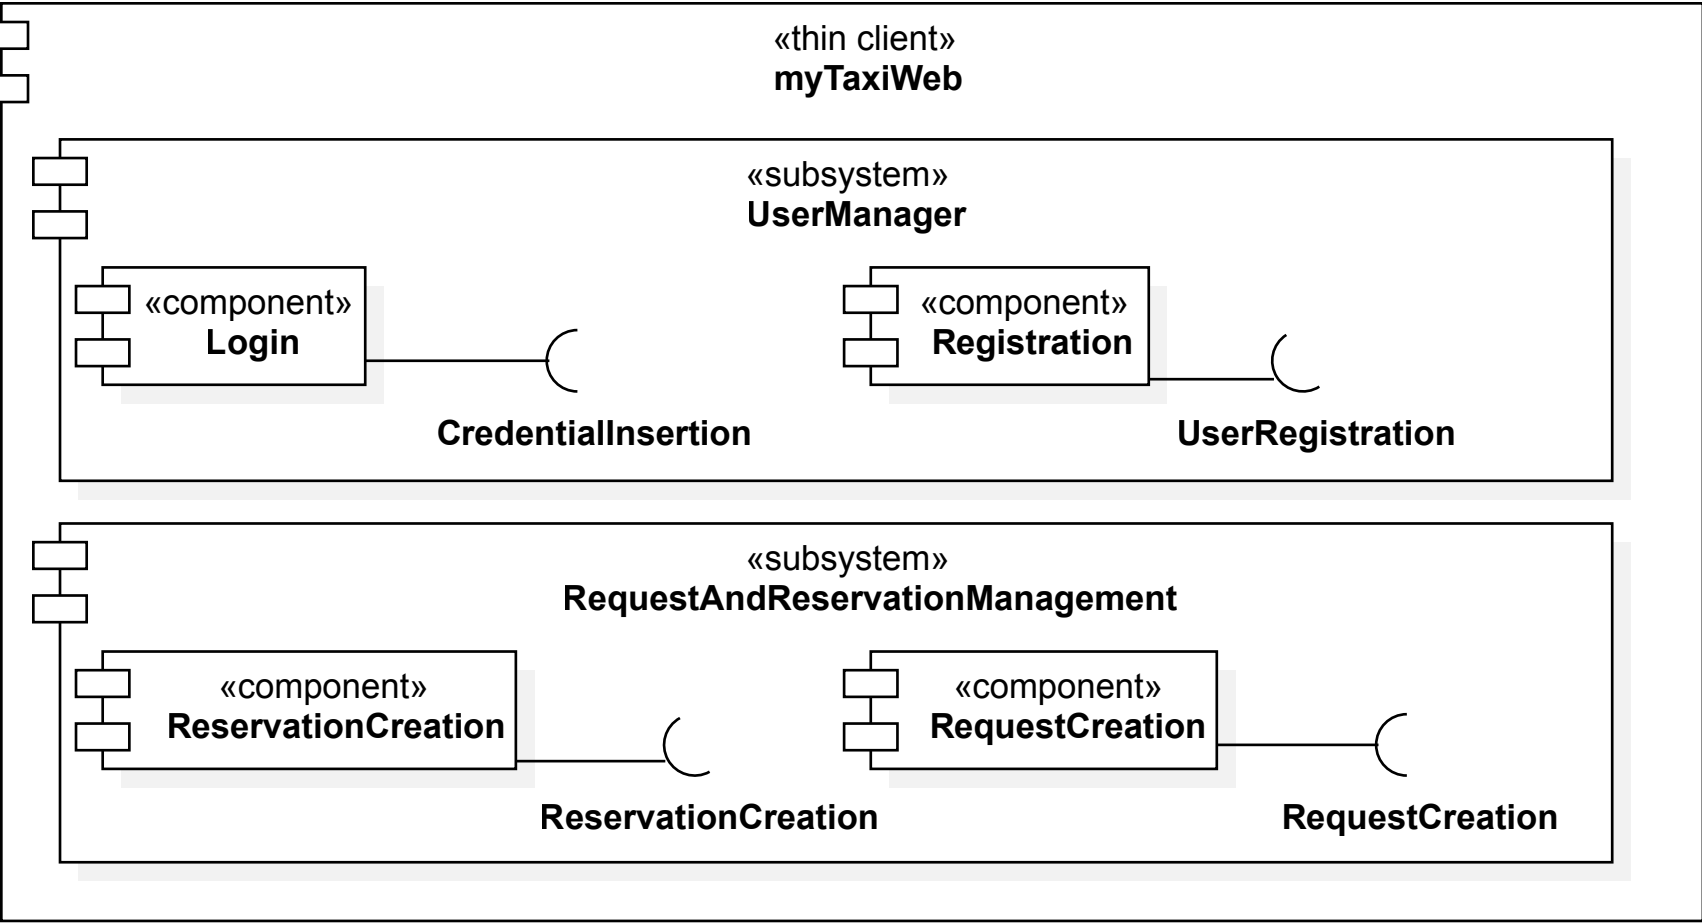 «thin client»
myTaxiWeb
«subsystem»
UserManager
«component»
Login
«component»
Registration
CredentialInsertion
UserRegistration
«subsystem»
RequestAndReservationManagement
«component»
ReservationCreation
«component»
RequestCreation
ReservationCreation
RequestCreation